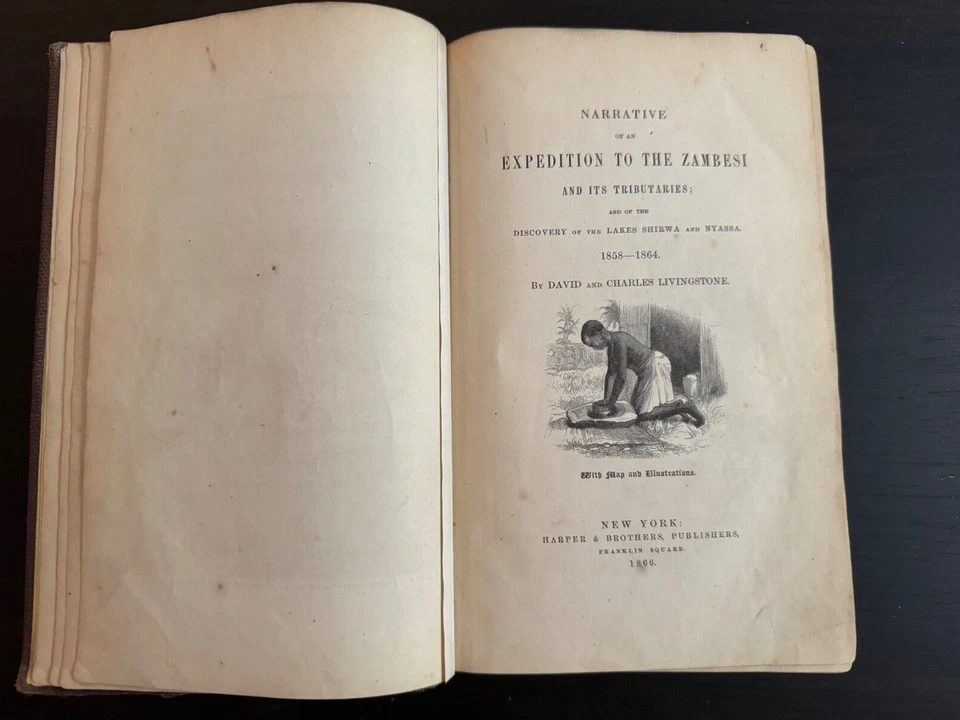 NARRATIVE
OF AN
EXPEDITION TO THE ZAMBESI
AND ITS TRIBUTARIES;
AND OF THE
DISCOVERY OF THE LAKES SHIRWA AND NYASSA.
1858—1864.
BY DAVID AND CHARLES LIVINGSTONE.
With Map and Illustrations.
NEW YORK:
HARPER & BROTHERS, PUBLISHERS,
FRANKLIN SQUARE.
1866.